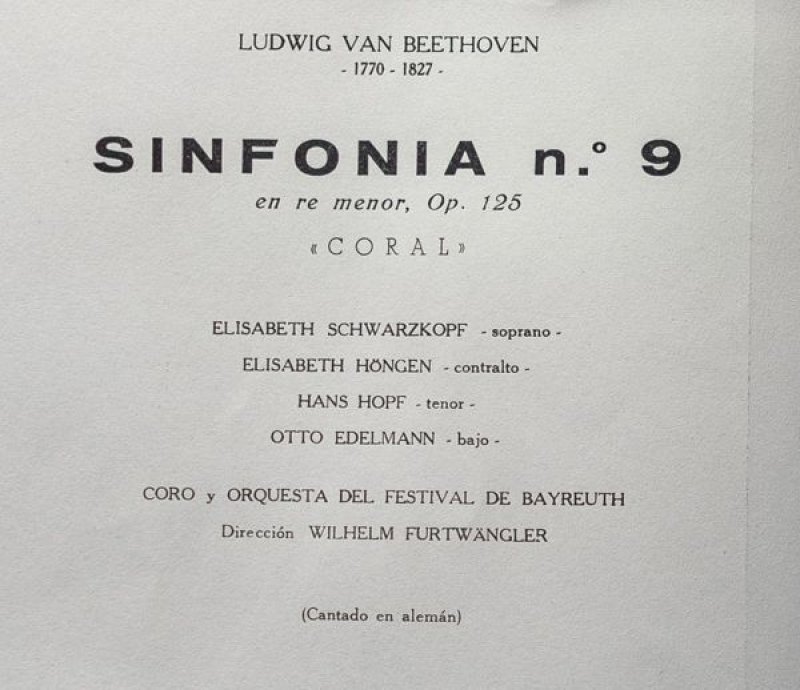 LUDWIG VAN BEETHOVEN
- 1770 - 1827 -
SINFONIA n.º 9
en re menor, Op. 125
«CORAL»
ELISABETH SCHWARZKOPF - soprano -
ELISABETH HÖNGEN - contralto -
HANS HOPF - tenor -
OTTO EDELMANN - bajo -
CORO y ORQUESTA DEL FESTIVAL DE BAYREUTH
Dirección WILHELM FURTWÄNGLER
(Cantado en alemán)